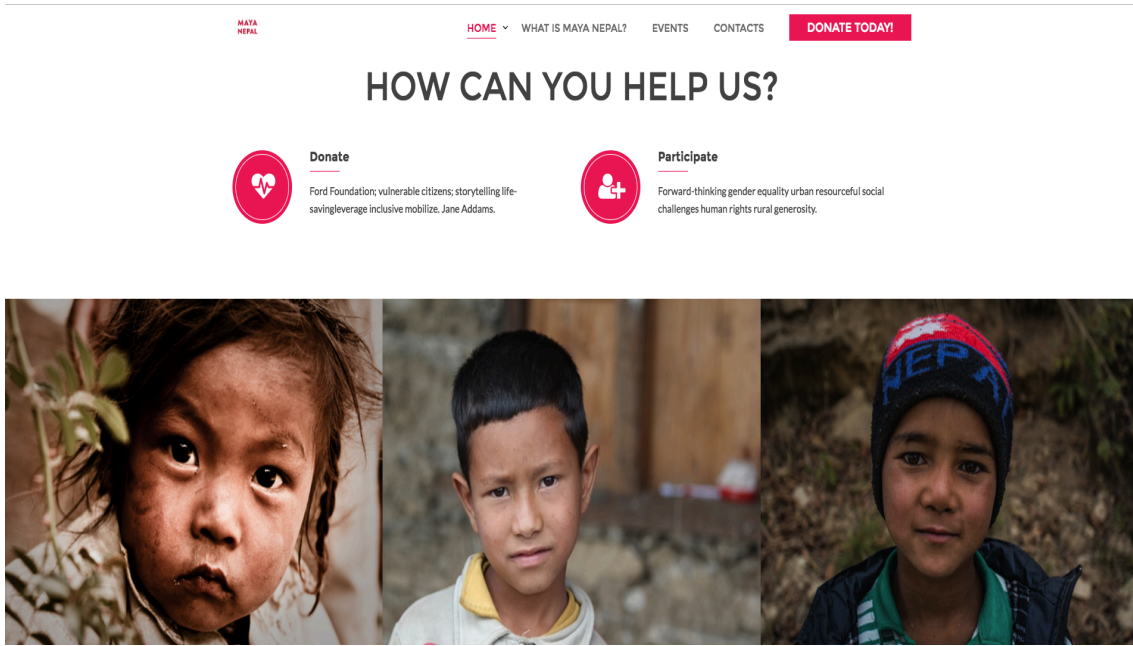 MAYA
NEPAL
HOME WHAT IS MAYA NEPAL? EVENTS CONTACTS DONATE TODAY!
HOW CAN YOU HELP US?
Donate
Ford Foundation; vulnerable citizens; storytelling life-
savingleverage inclusive mobilize. Jane Addams.
Participate
Forward-thinking gender equality urban resourceful social
challenges human rights rural generosity.
NEPA